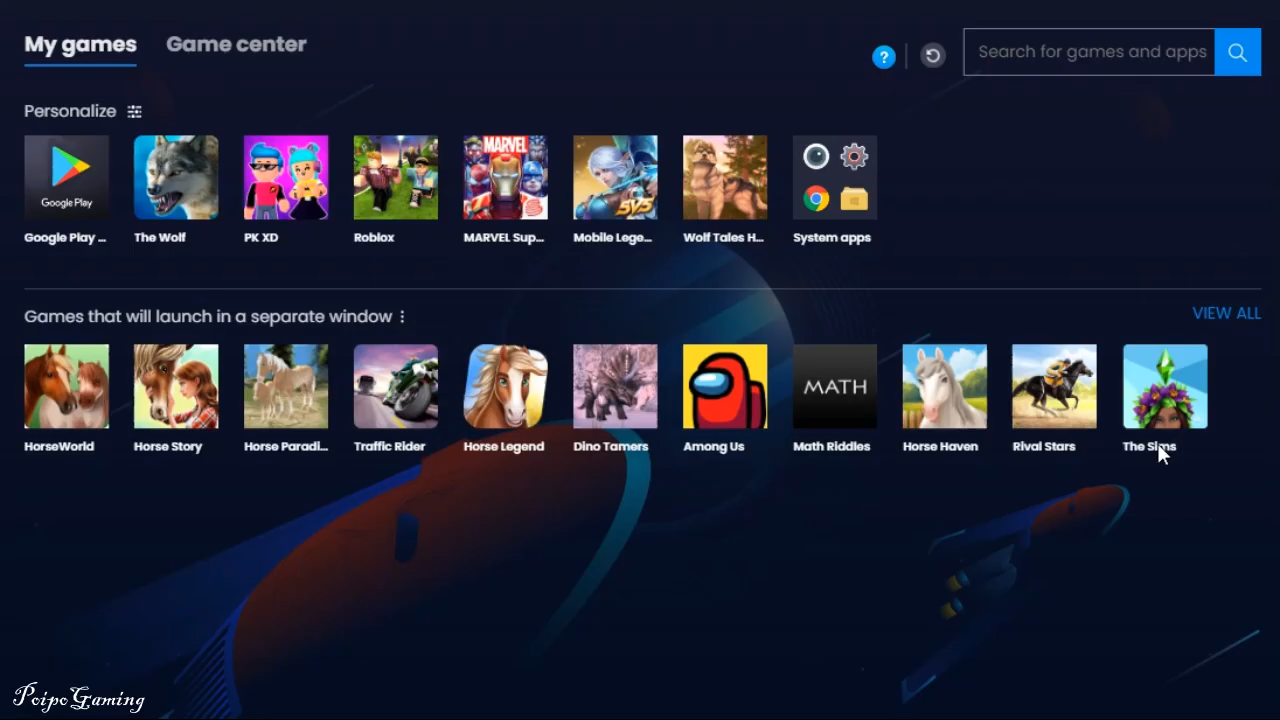 My games Game center
? Search for games and apps
Personalize
Google Play
MARVEL
5V5
Google Play ... The Wolf PK XD Roblox MARVEL Sup... Mobile Lege... Wolf Tales H... System apps
Games that will launch in a separate window VIEW ALL
MATH
HorseWorld Horse Story Horse Paradi... Traffic Rider Horse Legend Dino Tamers Among Us Math Riddles Horse Haven Rival Stars The Sims
PoipoGaming